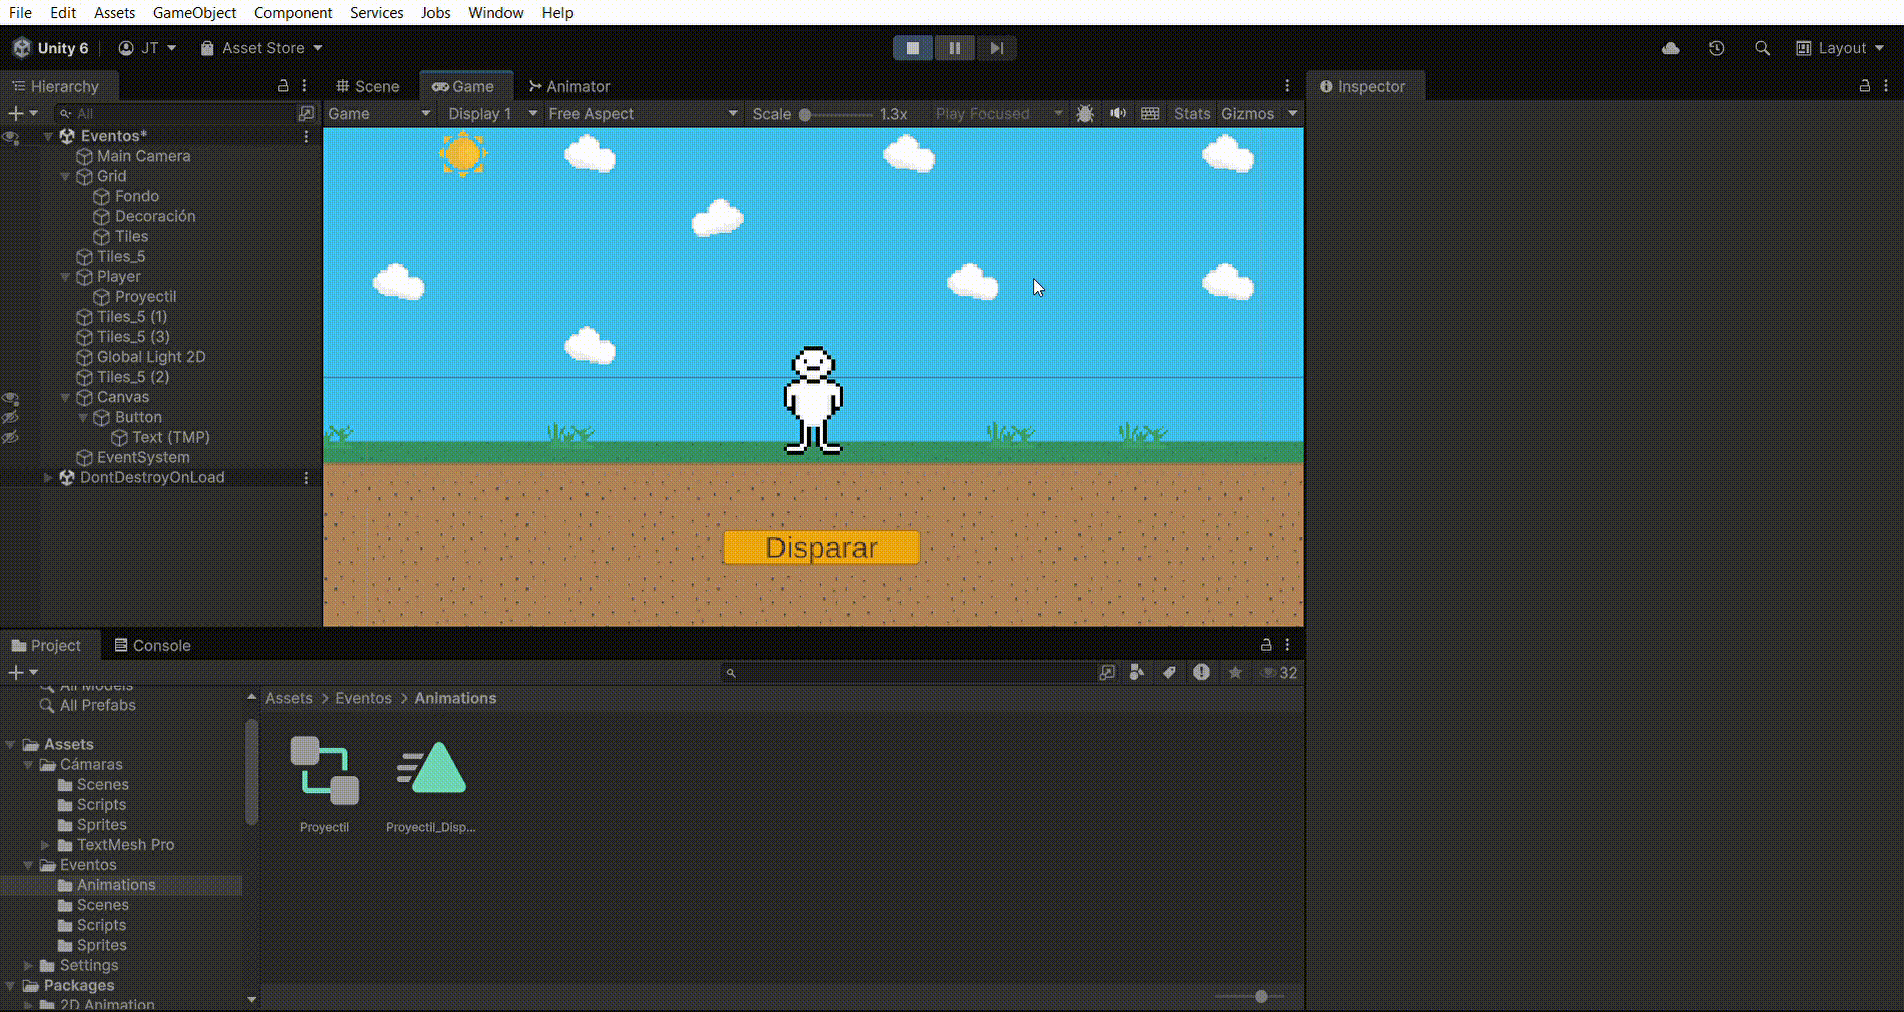 File Edit Assets GameObject Component Services Jobs Window Help
Unity 6 JT Asset Store Layout
Hierarchy
All
Eventos*
Main Camera
Grid
Fondo
Decoración
Tiles
Tiles_5
Player
Proyectil
Tiles_5 (1)
Tiles_5 (3)
Global Light 2D
Tiles_5 (2)
Canvas
Button
Text (TMP)
EventSystem
DontDestroyOnLoad
Scene Game Animator
Game Display 1 Free Aspect Scale 1.3x Play Focused Stats Gizmos
Disparar
Inspector
Project Console
32
All Models
All Prefabs
Assets
Cámaras
Scenes
Scripts
Sprites
TextMesh Pro
Eventos
Animations
Scenes
Scripts
Sprites
Settings
Packages
2D Animation
Assets > Eventos > Animations
Proyectil Proyectil_Disp...